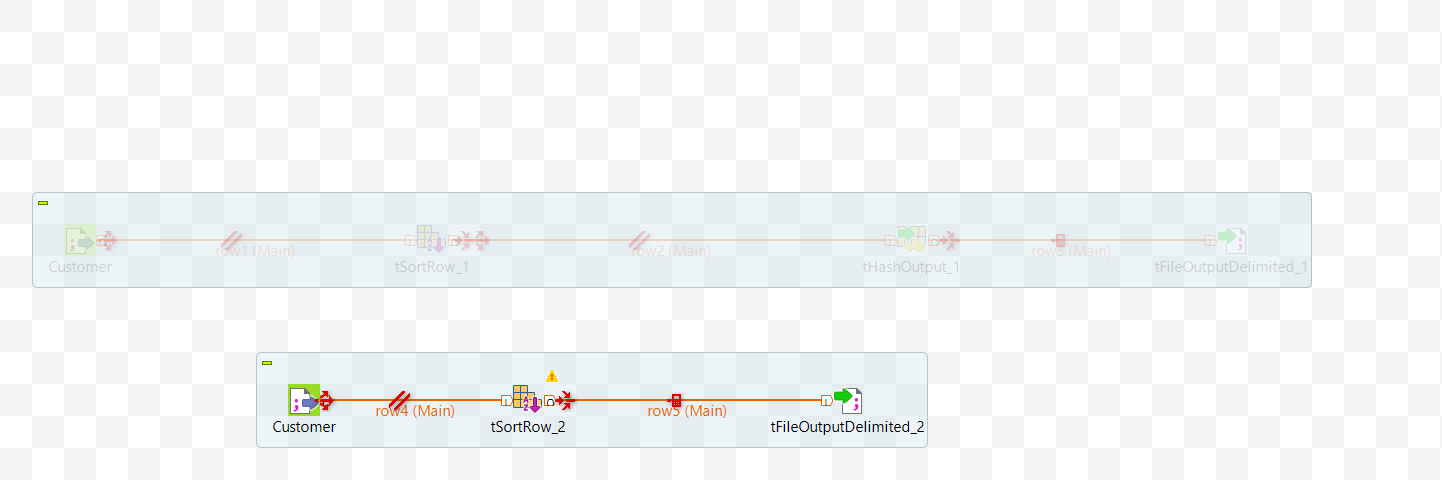 row1 (Main)
row2 (Main)
row3 (Main)
Customer
tSortRow_1
tHashOutput_1
tFileOutputDelimited_1
row4 (Main)
row5 (Main)
Customer
tSortRow_2
tFileOutputDelimited_2